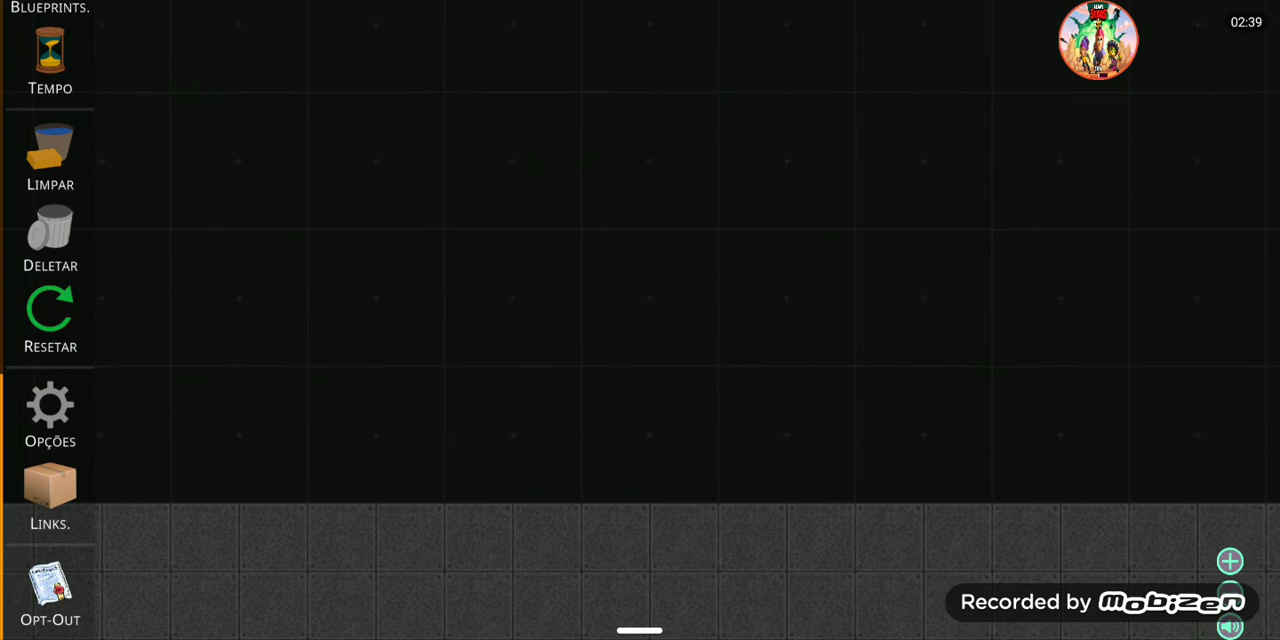 BLUEPRINTS.
02:39
TEMPO
LIMPAR
DELETAR
RESETAR
OPÇÕES
LINKS.
OPT-OUT
Recorded by MOBIZEN